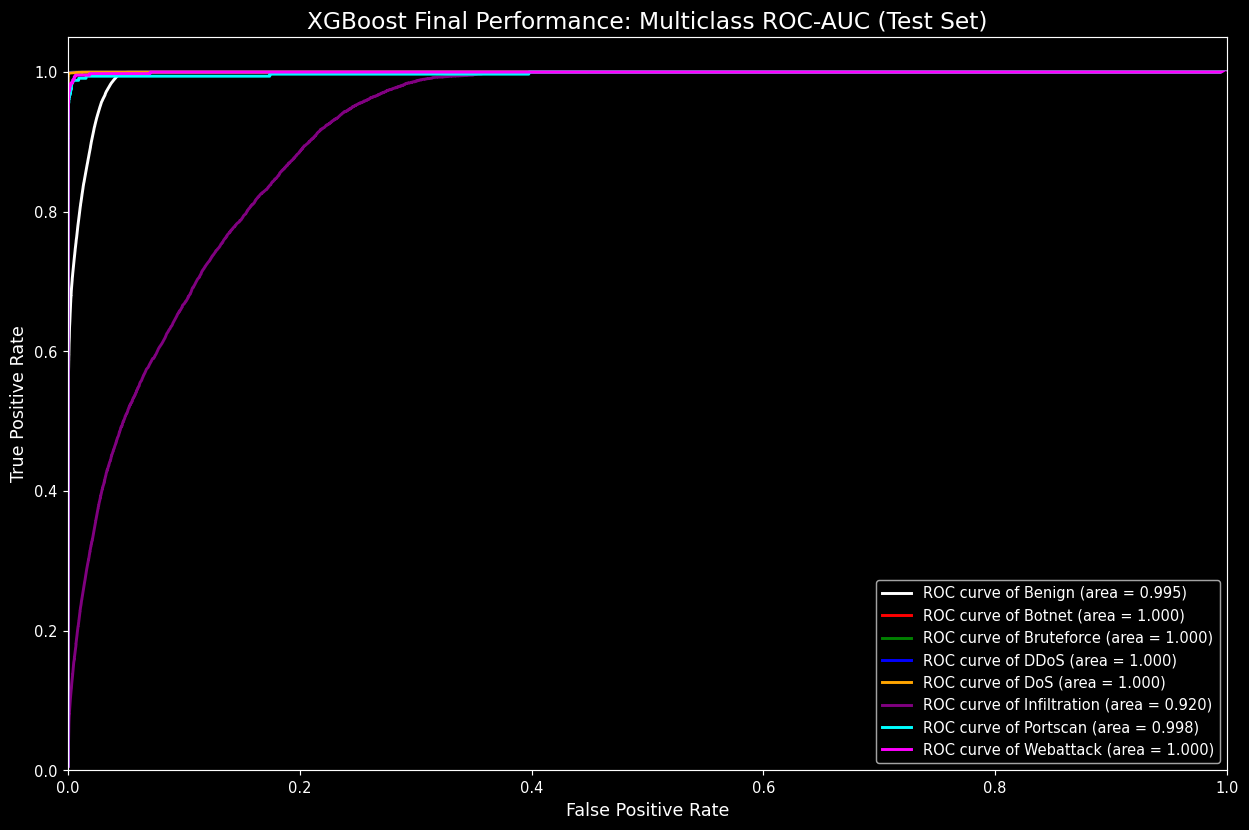 XGBoost Final Performance: Multiclass ROC-AUC (Test Set)
True Positive Rate
1.0
0.8
0.6
0.4
0.2
0.0
0.0
0.2
0.4
0.6
0.8
1.0
False Positive Rate
ROC curve of Benign (area = 0.995)
ROC curve of Botnet (area = 1.000)
ROC curve of Bruteforce (area = 1.000)
ROC curve of DDoS (area = 1.000)
ROC curve of DoS (area = 1.000)
ROC curve of Infiltration (area = 0.920)
ROC curve of Portscan (area = 0.998)
ROC curve of Webattack (area = 1.000)